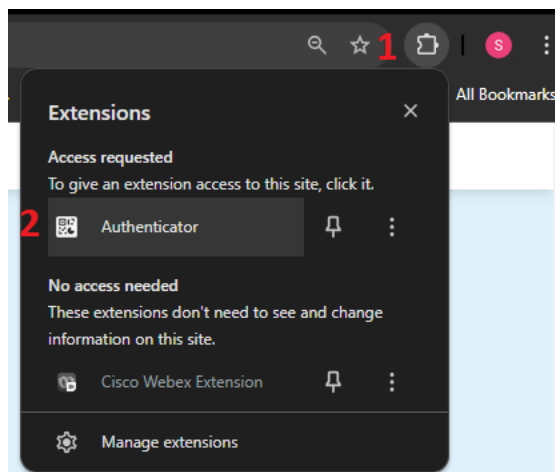 1
S
All Bookmarks
Extensions
Access requested
To give an extension access to this site, click it.
2
Authenticator
No access needed
These extensions don't need to see and change
information on this site.
Cisco Webex Extension
Manage extensions